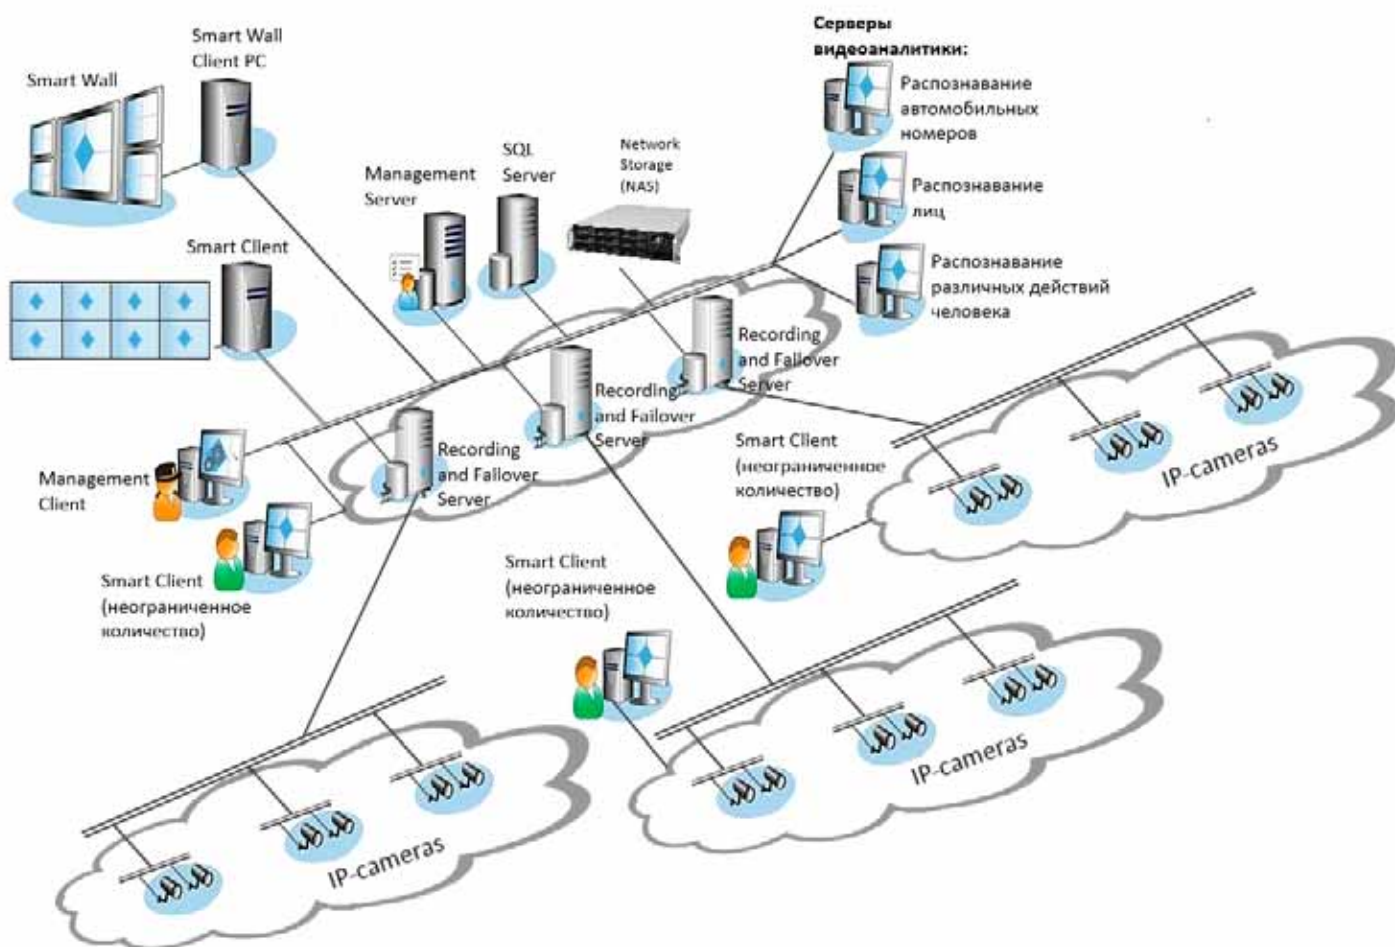 Серверы
видеоаналитики:
Smart Wall
Client PC
Smart Wall
Распознавание
автомобильных
номеров
SQL
Server
Network
Storage
(NAS)
Management
Server
Распознавание
лиц
Smart Client
Распознавание
различных действий
человека
Recording
and Failover
Server
Recording
and Failover
Server
Recording
and Failover
Server
Management
Client
Smart Client
(неограниченное
количество)
IP-cameras
Smart Client
(неограниченное
количество)
Smart Client
(неограниченное
количество)
IP-cameras
IP-cameras